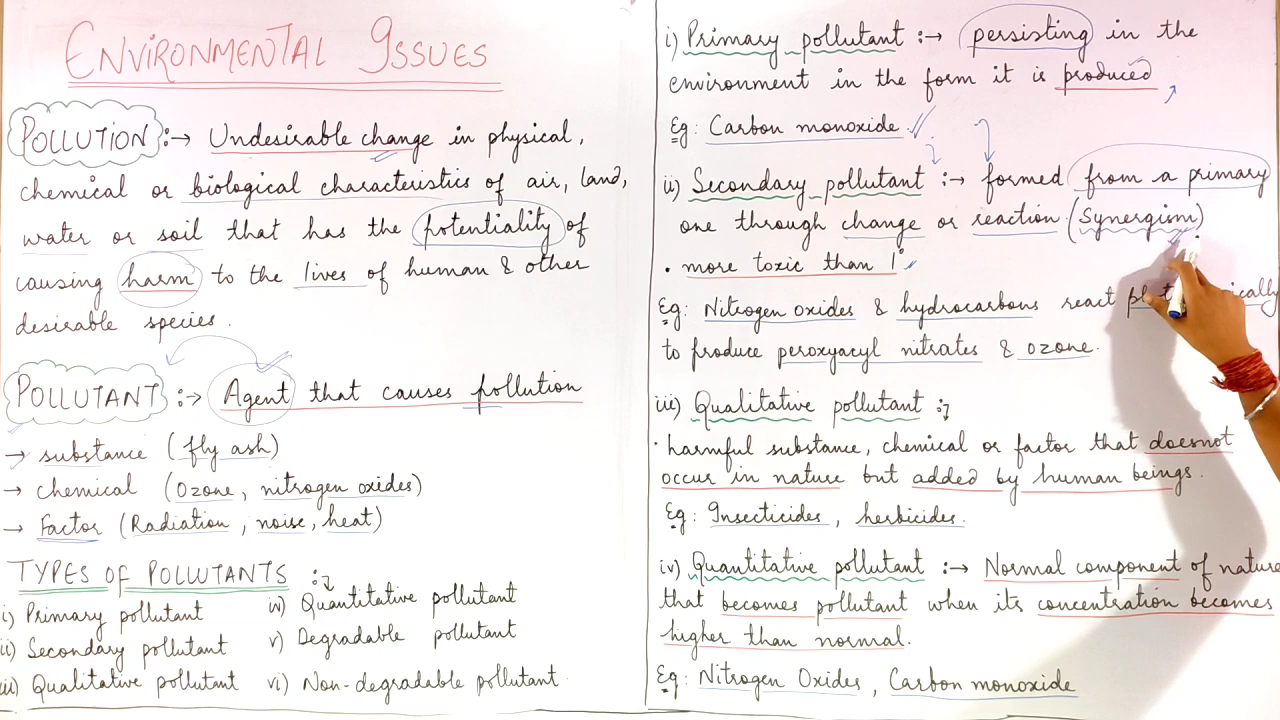 ENVIRONMENTAL ISSUES
POLLUTION :→ Undesirable change in physical,
chemical or biological characteristics of air, land,
water or soil that has the potentiality of
causing harm to the lives of human & other
desirable species.
POLLUTANT :→ Agent that causes pollution
→ substance (fly ash)
→ chemical (Ozone, nitrogen oxides)
→ Factor (Radiation, noise, heat)
TYPES OF POLLUTANTS :↴
i) Primary pollutant
ii) Secondary pollutant
iii) Qualitative pollutant
iv) Quantitative pollutant
v) Degradable pollutant
vi) Non-degradable pollutant.
i) Primary pollutant :→ persisting in the
environment in the form it is produced
Eg: Carbon monoxide.
ii) Secondary pollutant :→ formed from a primary
one through change or reaction. (Synergism)
• more toxic than 1°
Eg: Nitrogen oxides & hydrocarbons react
to produce peroxyacyl nitrates & ozone.
iii) Qualitative pollutant :↴
• harmful substance, chemical or factor that doesnot
occur in nature but added by human beings.
Eg: Insecticides, herbicides.
iv) Quantitative pollutant :→ Normal component of nature
that becomes pollutant when its concentration becomes
higher than normal.
Eg: Nitrogen Oxides, Carbon monoxide